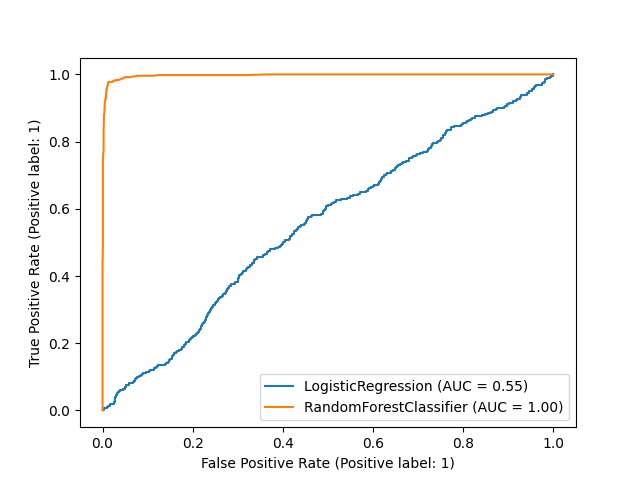 1.0
0.8
0.6
0.4
0.2
0.0
True Positive Rate (Positive label: 1)
LogisticRegression (AUC = 0.55)
RandomForestClassifier (AUC = 1.00)
0.0 0.2 0.4 0.6 0.8 1.0
False Positive Rate (Positive label: 1)